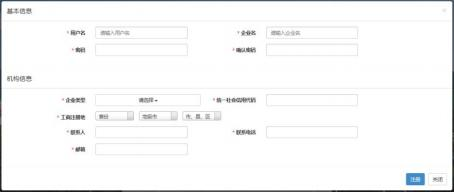 基本信息 ×
* 用户名 请输入用户名 * 企业名 请输入企业名
* 密码 * 确认密码
机构信息
* 企业类型 请选择 * 统一社会信用代码
* 工商注册地 省份 地级市 市、县、区
* 联系人 * 联系电话
* 邮箱
注册 关闭